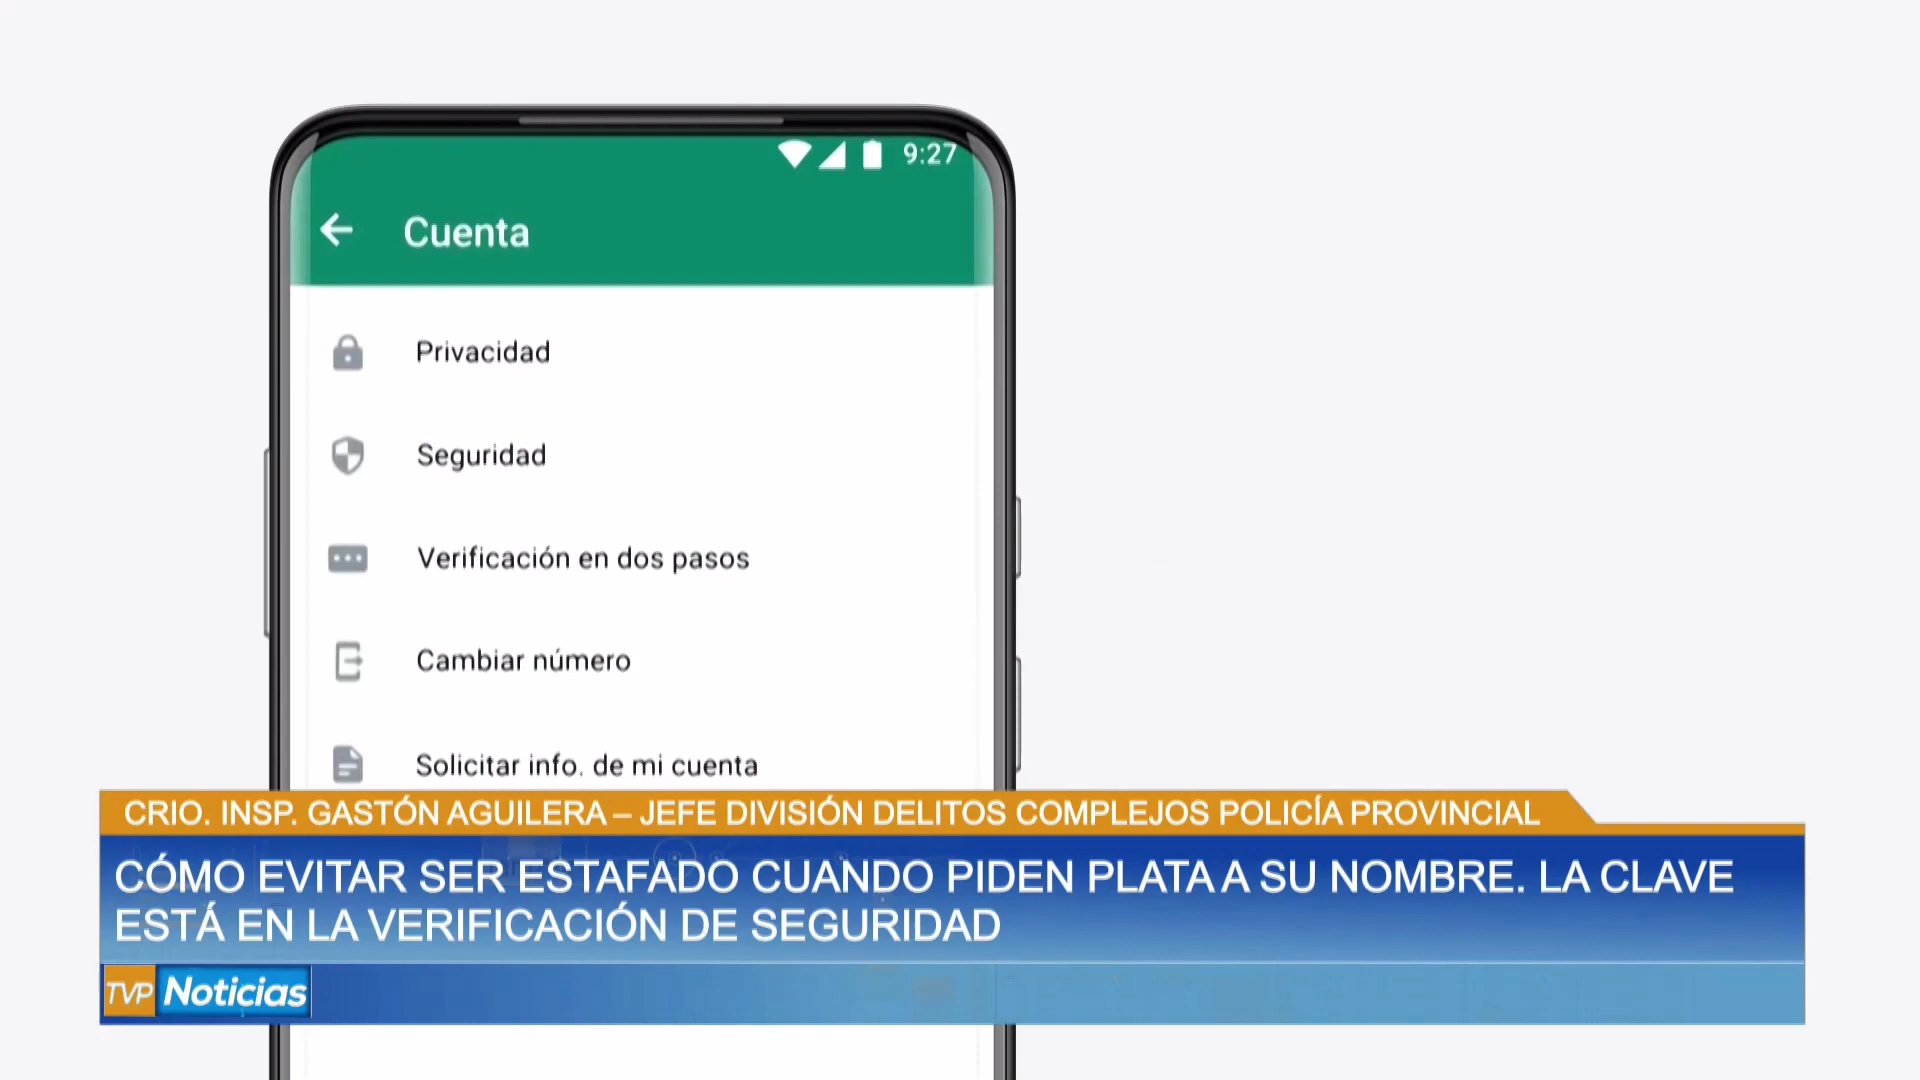 9:27
Cuenta
Privacidad
Seguridad
Verificación en dos pasos
Cambiar número
Solicitar info. de mi cuenta
CRIO. INSP. GASTÓN AGUILERA – JEFE DIVISIÓN DELITOS COMPLEJOS POLICÍA PROVINCIAL
CÓMO EVITAR SER ESTAFADO CUANDO PIDEN PLATA A SU NOMBRE. LA CLAVE
ESTÁ EN LA VERIFICACIÓN DE SEGURIDAD
TVP Noticias